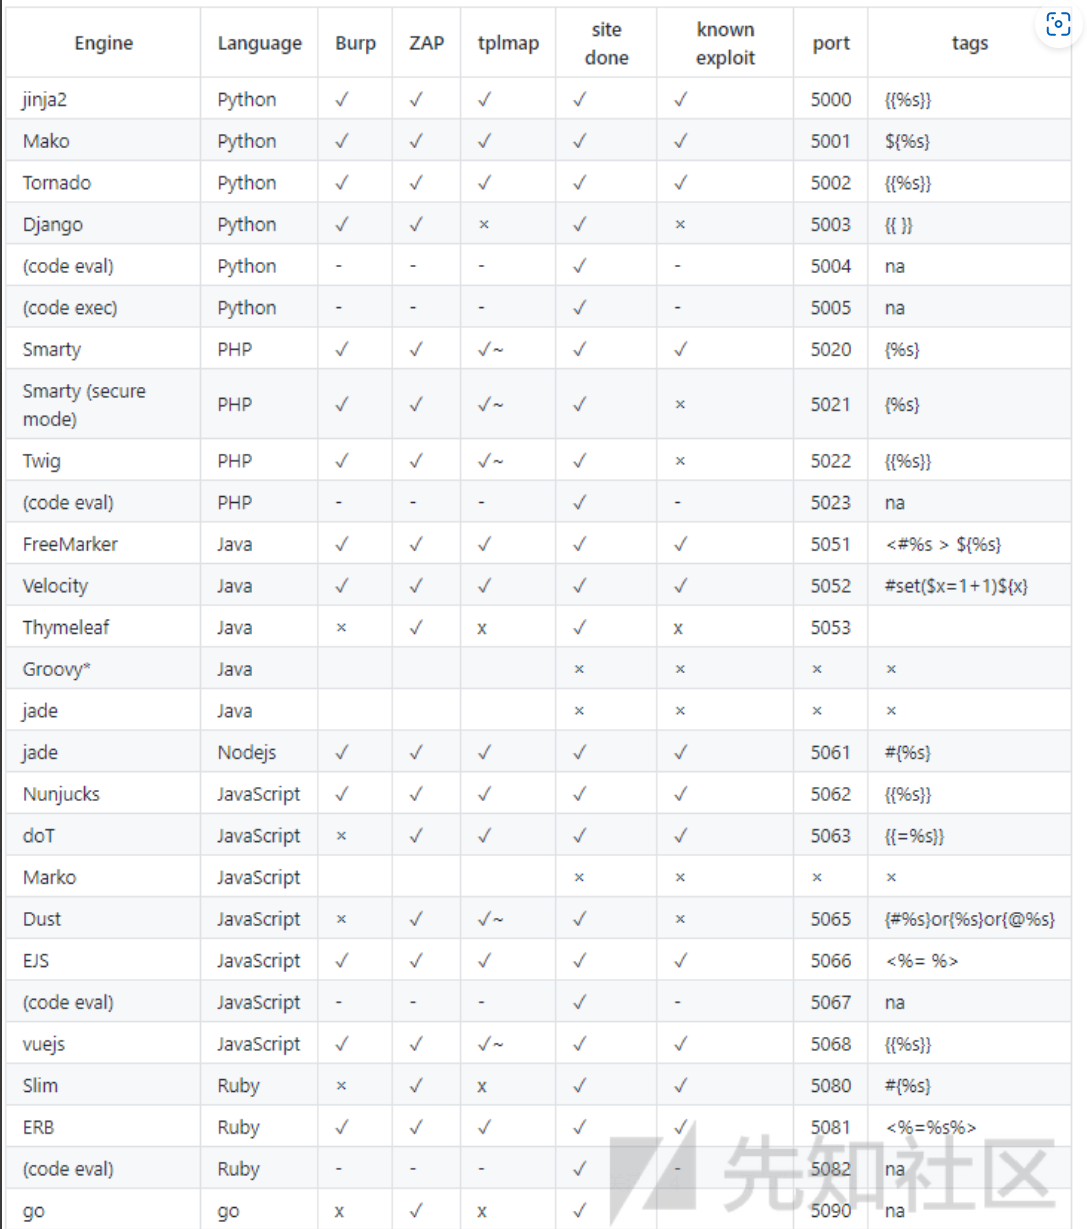 Engine Language Burp ZAP tplmap site done known exploit port tags
jinja2 Python ✓ ✓ ✓ ✓ ✓ 5000 {{%s}}
Mako Python ✓ ✓ ✓ ✓ ✓ 5001 ${%s}
Tornado Python ✓ ✓ ✓ ✓ ✓ 5002 {{%s}}
Django Python ✓ ✓ × ✓ × 5003 {{ }}
(code eval) Python - - - ✓ - 5004 na
(code exec) Python - - - ✓ - 5005 na
Smarty PHP ✓ ✓ ✓~ ✓ ✓ 5020 {%s}
Smarty (secure mode) PHP ✓ ✓ ✓~ ✓ × 5021 {%s}
Twig PHP ✓ ✓ ✓~ ✓ × 5022 {{%s}}
(code eval) PHP - - - ✓ - 5023 na
FreeMarker Java ✓ ✓ ✓ ✓ ✓ 5051 <#%s > ${%s}
Velocity Java ✓ ✓ ✓ ✓ ✓ 5052 #set($x=1+1)${x}
Thymeleaf Java × ✓ x ✓ x 5053
Groovy* Java × × × ×
jade Java × × × ×
jade Nodejs ✓ ✓ ✓ ✓ ✓ 5061 #{%s}
Nunjucks JavaScript ✓ ✓ ✓ ✓ ✓ 5062 {{%s}}
doT JavaScript × ✓ ✓ ✓ ✓ 5063 {{=%s}}
Marko JavaScript × × × ×
Dust JavaScript × ✓ ✓~ ✓ × 5065 {#%s}or{%s}or{@%s}
EJS JavaScript ✓ ✓ ✓ ✓ ✓ 5066 <%= %>
(code eval) JavaScript - - - ✓ - 5067 na
vuejs JavaScript ✓ ✓ ✓~ ✓ ✓ 5068 {{%s}}
Slim Ruby × ✓ x ✓ ✓ 5080 #{%s}
ERB Ruby ✓ ✓ ✓ ✓ ✓ 5081 <%=%s%>
(code eval) Ruby - - - ✓ - 5082 na
go go x ✓ x ✓ 5090 na
先知社区